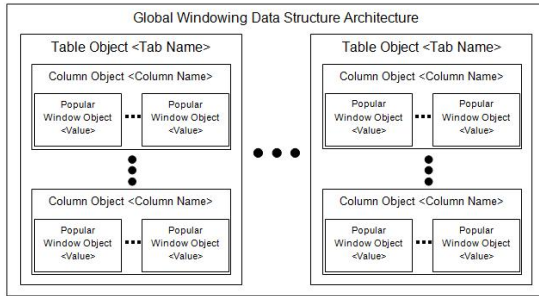 Global Windowing Data Structure Architecture
Table Object <Tab Name>
Column Object <Column Name>
Popular
Window Object
<Value>
Popular
Window Object
<Value>
Column Object <Column Name>
Popular
Window Object
<Value>
Popular
Window Object
<Value>
Table Object <Tab Name>
Column Object <Column Name>
Popular
Window Object
<Value>
Popular
Window Object
<Value>
Column Object <Column Name>
Popular
Window Object
<Value>
Popular
Window Object
<Value>